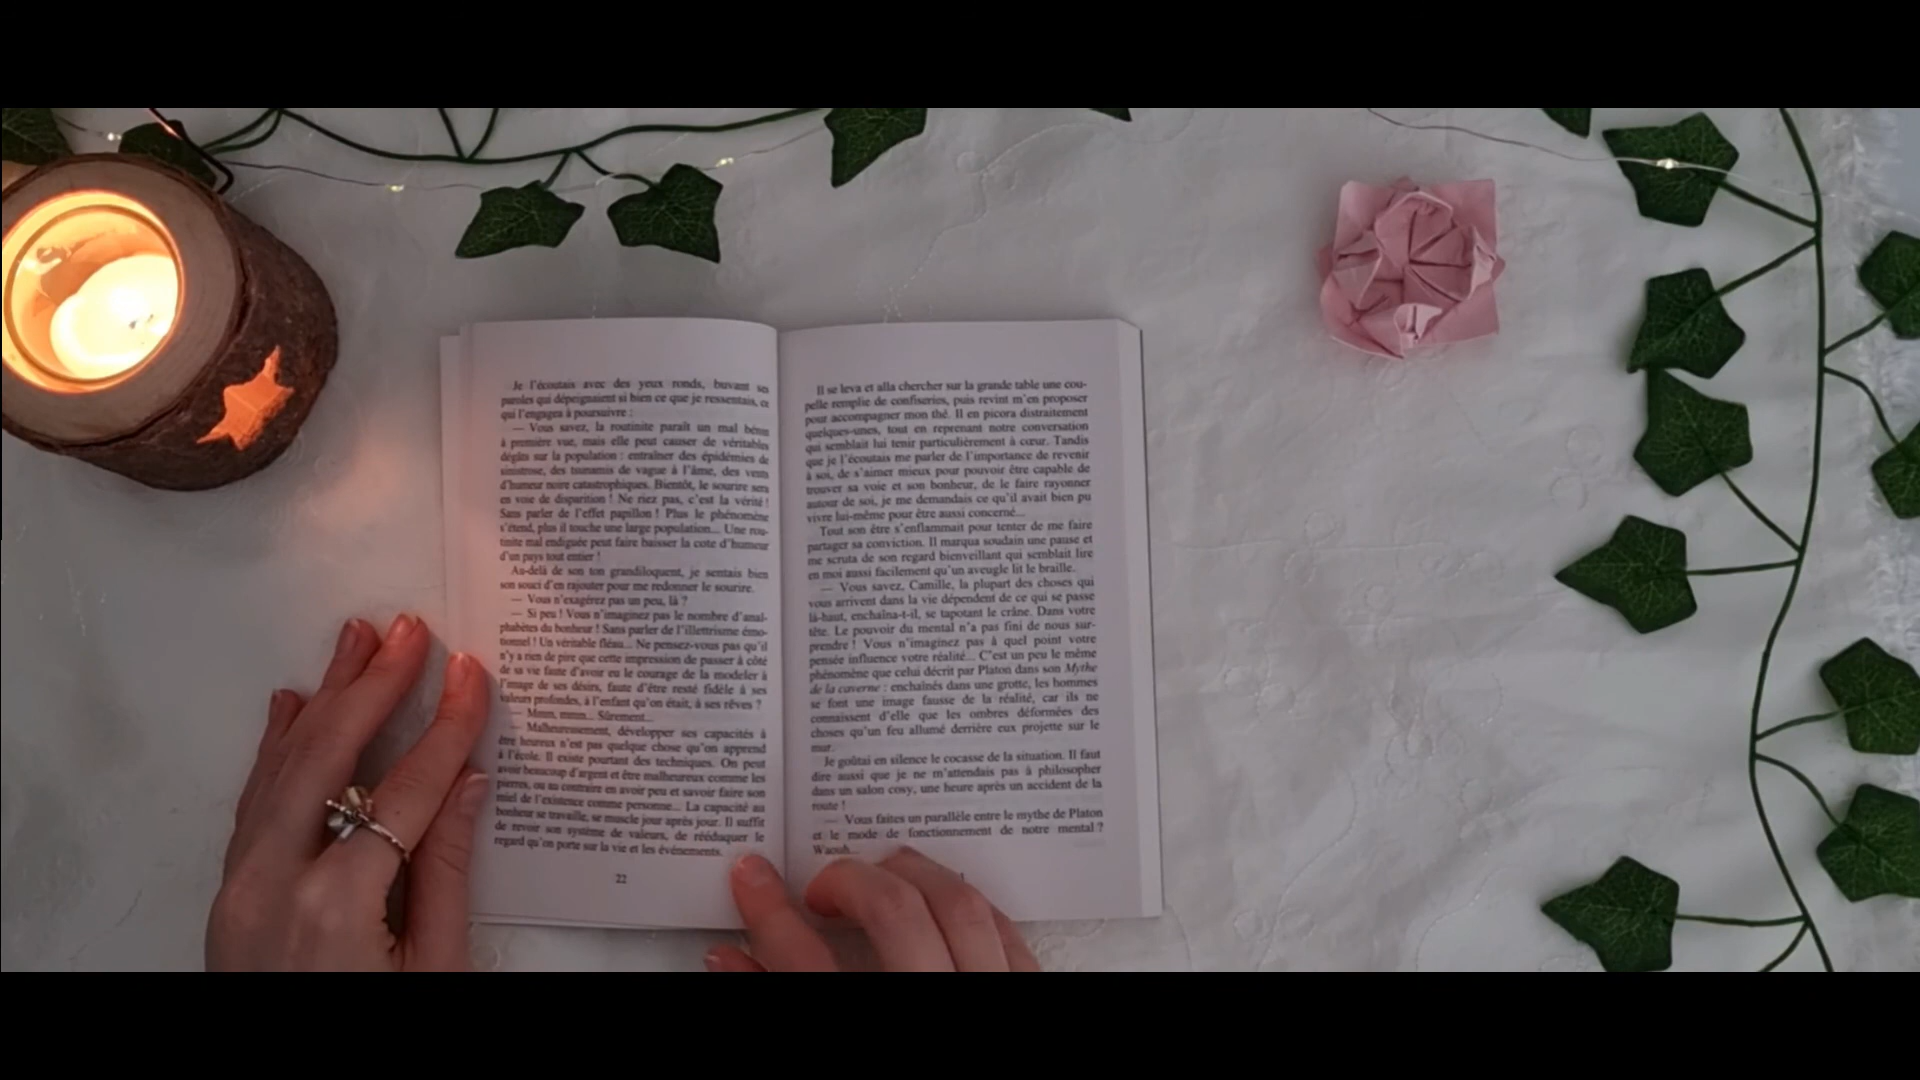 Je l'écoutais avec des yeux ronds, buvant ses
paroles qui dépeignaient si bien ce que je ressentais, ce
qui l'engagea à poursuivre :
— Vous savez, la routinite paraît un mal bénin
à première vue, mais elle peut causer de véritables
dégâts sur la population : entraîner des épidémies de
sinistrose, des tsunamis de vague à l'âme, des vents
d'humeur noire catastrophiques. Bientôt, le sourire sera
en voie de disparition ! Ne riez pas, c'est la vérité !
Sans parler de l'effet papillon ! Plus le phénomène
s'étend, plus il touche une large population... Une rou-
tinite mal endiguée peut faire baisser la cote d'humeur
d'un pays tout entier !
Au-delà de son ton grandiloquent, je sentais bien
son souci d'en rajouter pour me redonner le sourire.
— Vous n'exagérez pas un peu, là ?
— Si peu ! Vous n'imaginez pas le nombre d'anal-
phabètes du bonheur ! Sans parler de l'illettrisme émo-
tionnel ! Un véritable fléau... Ne pensez-vous pas qu'il
n'y a rien de pire que cette impression de passer à côté
de sa vie faute d'avoir eu le courage de la modeler à
l'image de ses désirs, faute d'être resté fidèle à ses
valeurs profondes, à l'enfant qu'on était, à ses rêves ?
— Mmm, mmm... Sûrement...
— Malheureusement, développer ses capacités à
être heureux n'est pas quelque chose qu'on apprend
à l'école. Il existe pourtant des techniques. On peut
avoir beaucoup d'argent et être malheureux comme les
pierres, ou au contraire en avoir peu et savoir faire son
miel de l'existence comme personne... La capacité au
bonheur se travaille, se muscle jour après jour. Il suffit
de revoir son système de valeurs, de rééduquer le
regard qu'on porte sur la vie et les événements.
22
Il se leva et alla chercher sur la grande table une cou-
pelle remplie de confiseries, puis revint m'en proposer
pour accompagner mon thé. Il en picora distraitement
quelques-unes, tout en reprenant notre conversation
qui semblait lui tenir particulièrement à cœur. Tandis
que je l'écoutais me parler de l'importance de revenir
à soi, de s'aimer mieux pour pouvoir être capable de
trouver sa voie et son bonheur, de le faire rayonner
autour de soi, je me demandais ce qu'il avait bien pu
vivre lui-même pour être aussi concerné...
Tout son être s'enflammait pour tenter de me faire
partager sa conviction. Il marqua soudain une pause et
me scruta de son regard bienveillant qui semblait lire
en moi aussi facilement qu'un aveugle lit le braille.
— Vous savez, Camille, la plupart des choses qui
vous arrivent dans la vie dépendent de ce qui se passe
là-haut, enchaîna-t-il, se tapotant le crâne. Dans votre
tête. Le pouvoir du mental n'a pas fini de nous sur-
prendre ! Vous n'imaginez pas à quel point votre
pensée influence votre réalité... C'est un peu le même
phénomène que celui décrit par Platon dans son Mythe
de la caverne : enchaînés dans une grotte, les hommes
se font une image fausse de la réalité, car ils ne
connaissent d'elle que les ombres déformées des
choses qu'un feu allumé derrière eux projette sur le
mur.
Je goûtai en silence le cocasse de la situation. Il faut
dire aussi que je ne m'attendais pas à philosopher
dans un salon cosy, une heure après un accident de la
route !
— Vous faites un parallèle entre le mythe de Platon
et le mode de fonctionnement de notre mental ?
Waouh...